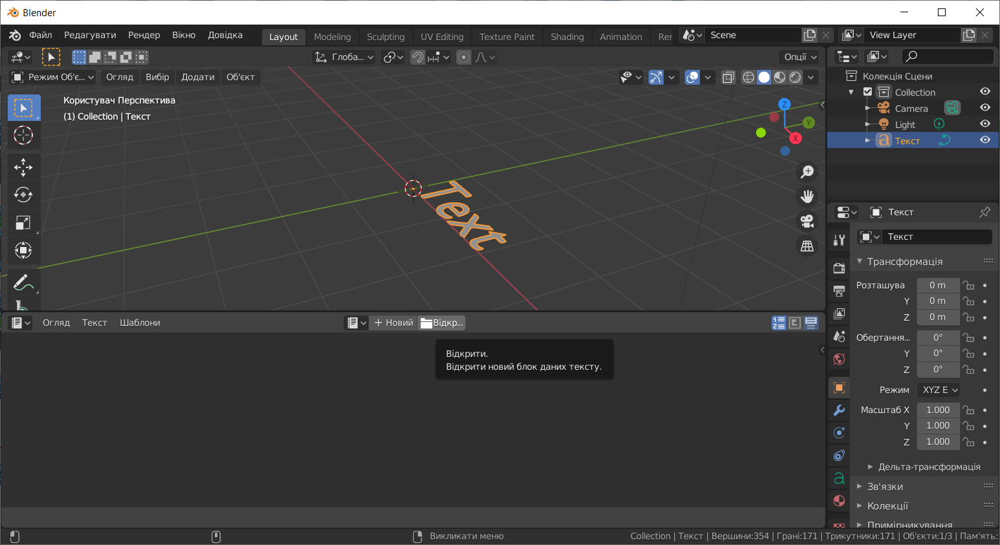 Blender
Файл Редагувати Рендер Вікно Довідка Layout Modeling Sculpting UV Editing Texture Paint Shading Animation Rer Scene View Layer
Глоба... Опції
Режим Об'є... Огляд Вибір Додати Об'єкт
Користувач Перспектива
(1) Collection | Текст
Z
Y
X
Text
Колекція Сцени
Collection
Camera
Light
Текст
Текст
Текст
Трансформація
Розташува 0 m
Y 0 m
Z 0 m
Обертання... 0°
Y 0°
Z 0°
Режим XYZ E
Масштаб X 1.000
Y 1.000
Z 1.000
Дельта-трансформація
Зв'язки
Колекції
Примірникування
Огляд Текст Шаблони Новий Відкр...
Відкрити.
Відкрити новий блок даних тексту.
Викликати меню
Collection | Текст | Вершини:354 | Грані:171 | Трикутники:171 | Об'єкти:1/3 | Пам'ять: